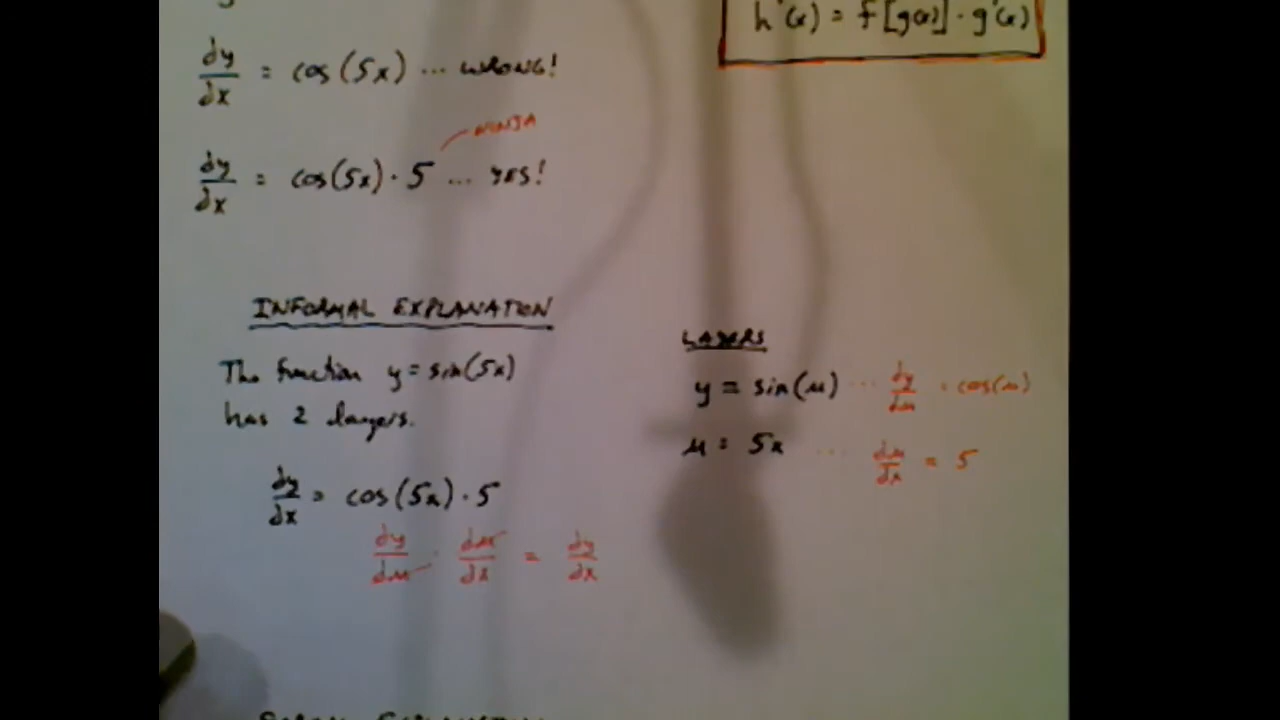 h'(x) = f'[g(x)] · g'(x)
dy/dx = cos(5x) ... WRONG!
NINJA
dy/dx = cos(5x) · 5 ... YES!
INFORMAL EXPLANATION
The function y = sin(5x)
has 2 layers.
dy/dx = cos(5x) · 5
dy/du · du/dx = dy/dx
LAYERS
y = sin(u) ... dy/du = cos(u)
u = 5x ... du/dx = 5